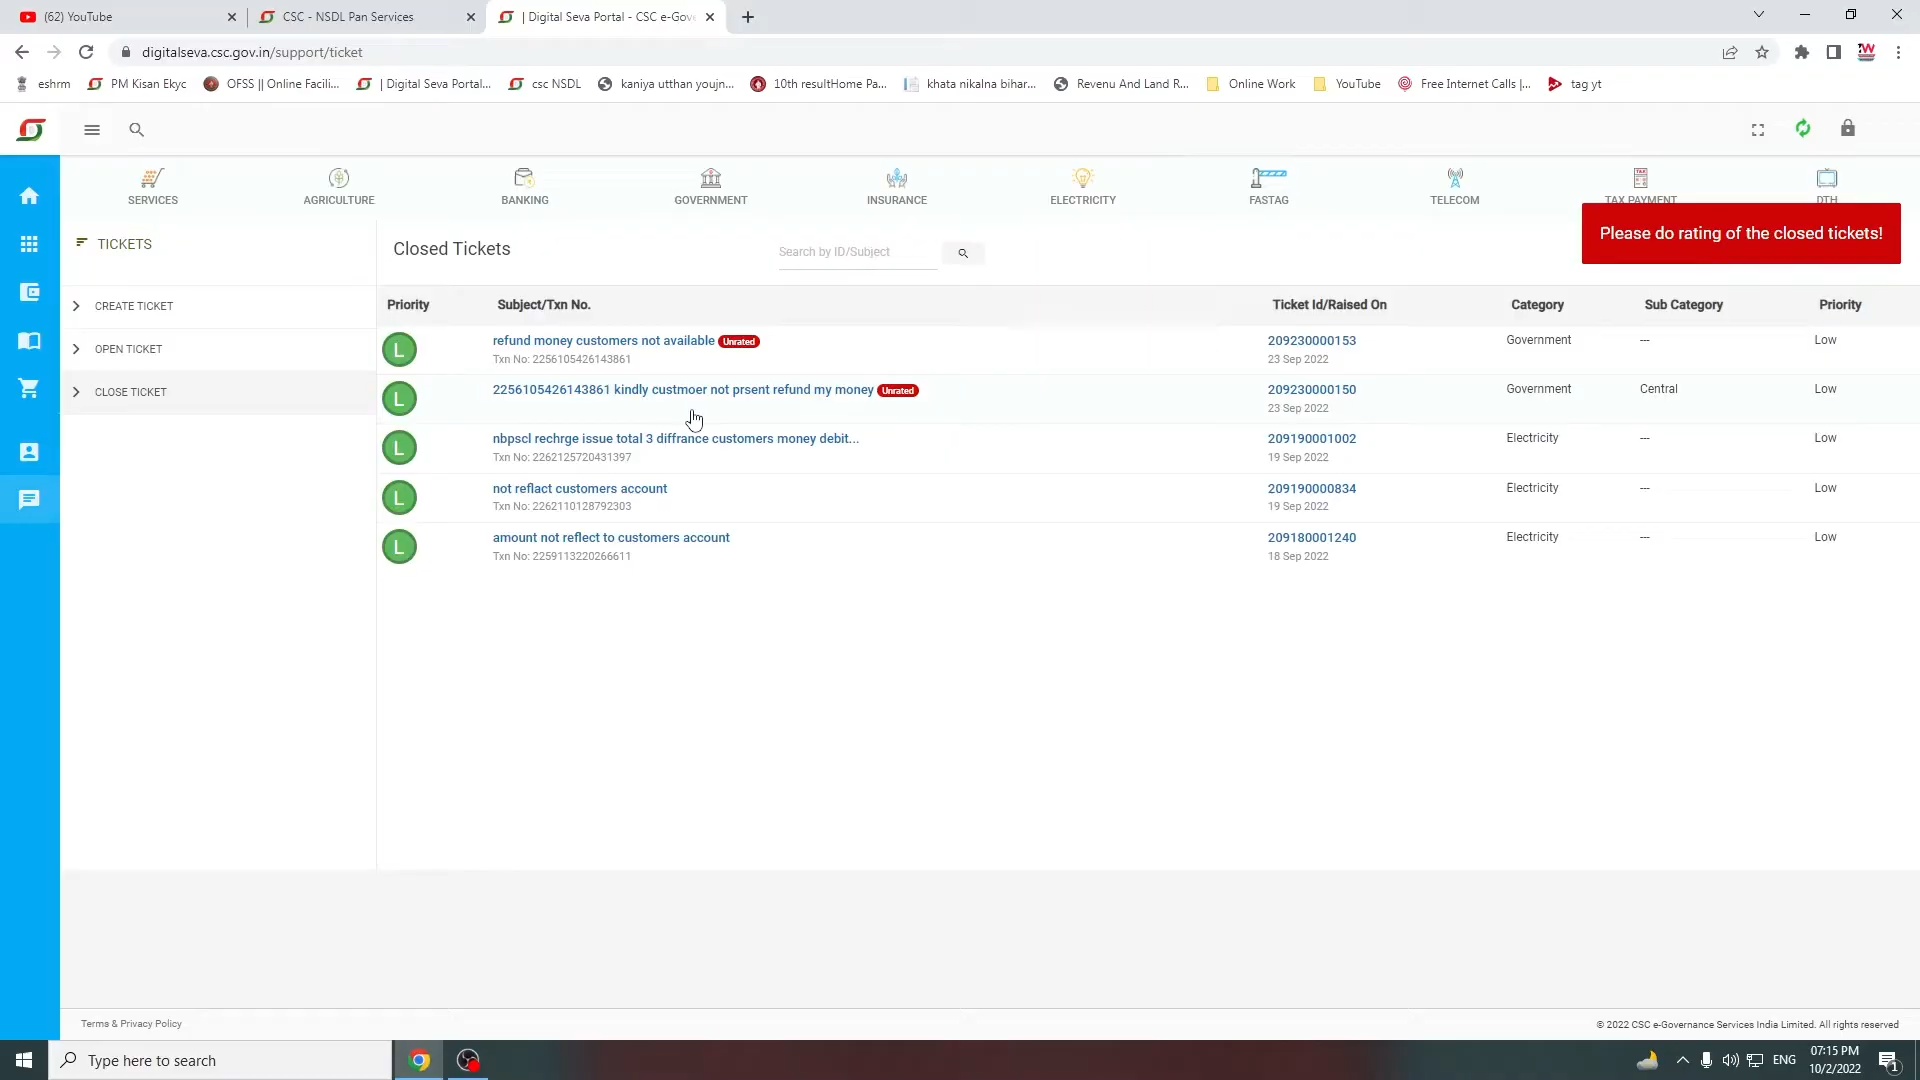 (62) YouTube
CSC - NSDL Pan Services
| Digital Seva Portal - CSC e-Gov
digitalseva.csc.gov.in/support/ticket
eshrm
PM Kisan Ekyc
OFSS || Online Facili...
| Digital Seva Portal...
csc NSDL
kaniya utthan youjn...
10th resultHome Pa...
khata nikalna bihar...
Revenu And Land R...
Online Work
YouTube
Free Internet Calls |...
tag yt
SERVICES
AGRICULTURE
BANKING
GOVERNMENT
INSURANCE
ELECTRICITY
FASTAG
TELECOM
TAX PAYMENT
DTH
Please do rating of the closed tickets!
TICKETS
CREATE TICKET
OPEN TICKET
CLOSE TICKET
Closed Tickets
Search by ID/Subject
Priority Subject/Txn No. Ticket Id/Raised On Category Sub Category Priority
L refund money customers not available Unrated 209230000153 Government --- Low
Txn No: 2256105426143861 23 Sep 2022
L 2256105426143861 kindly custmoer not prsent refund my money Unrated 209230000150 Government Central Low
23 Sep 2022
L nbpscl rechrge issue total 3 diffrance customers money debit... 209190001002 Electricity --- Low
Txn No: 2262125720431397 19 Sep 2022
L not reflact customers account 209190000834 Electricity --- Low
Txn No: 2262110128792303 19 Sep 2022
L amount not reflect to customers account 209180001240 Electricity --- Low
Txn No: 2259113220266611 18 Sep 2022
Terms & Privacy Policy
© 2022 CSC e-Governance Services India Limited. All rights reserved
Type here to search
ENG
07:15 PM
10/2/2022
1